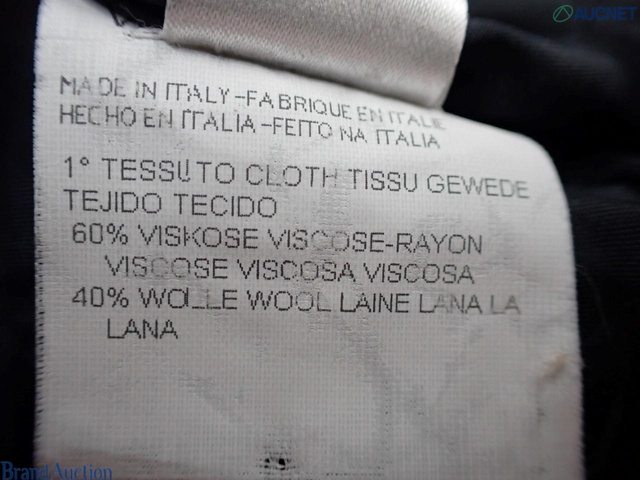 AUCNET
MADE IN ITALY-FABRIQUE EN ITALIE
HECHO EN ITALIA-FEITO NA ITALIA
1° TESSUTO CLOTH TISSU GEWEDE
TEJIDO TECIDO
60% VISKOSE VISCOSE-RAYON
VISCOSE VISCOSA VISCOSA
40% WOLLE WOOL LAINE LANA LA
LANA
Brand Auction